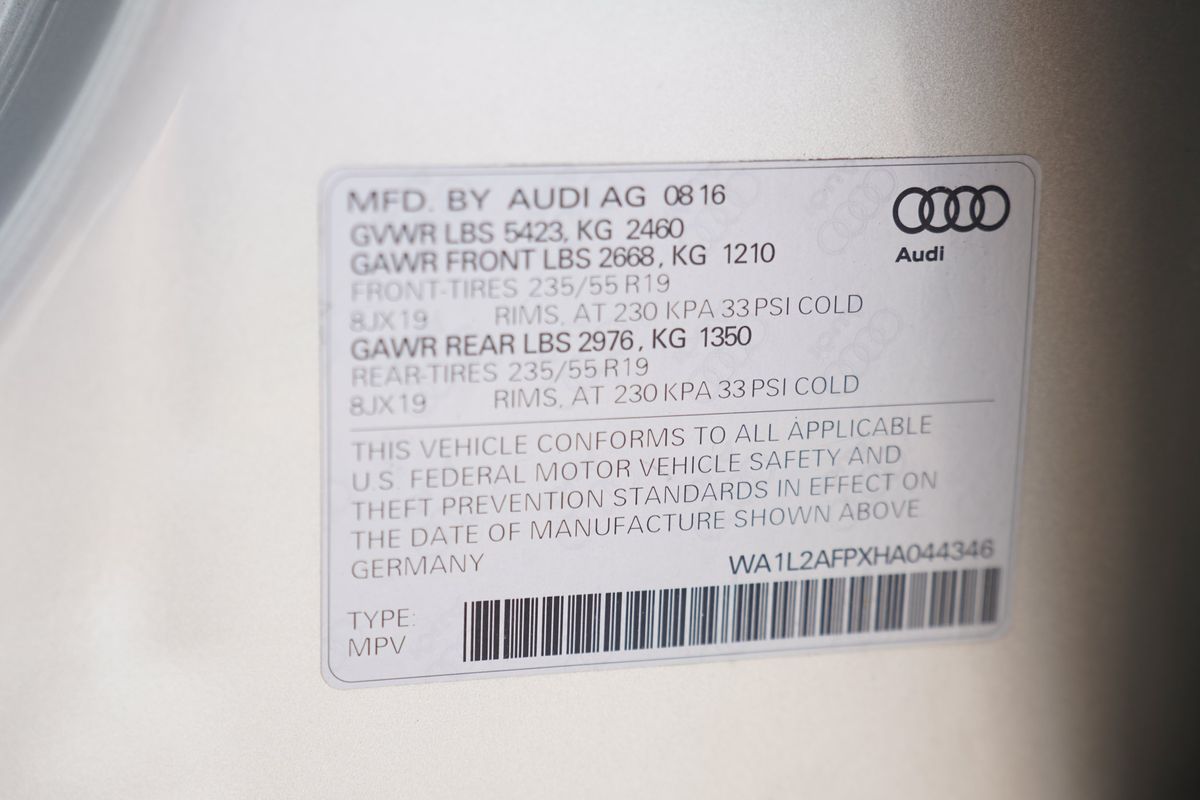 MFD. BY AUDI AG 08 16
GVWR LBS 5423, KG 2460
GAWR FRONT LBS 2668, KG 1210
FRONT-TIRES 235/55 R19
8JX19 RIMS, AT 230 KPA 33 PSI COLD
GAWR REAR LBS 2976, KG 1350
REAR-TIRES 235/55 R19
8JX19 RIMS, AT 230 KPA 33 PSI COLD
Audi
THIS VEHICLE CONFORMS TO ALL APPLICABLE
U.S. FEDERAL MOTOR VEHICLE SAFETY AND
THEFT PREVENTION STANDARDS IN EFFECT ON
THE DATE OF MANUFACTURE SHOWN ABOVE
GERMANY WA1L2AFPXHA044346
TYPE:
MPV